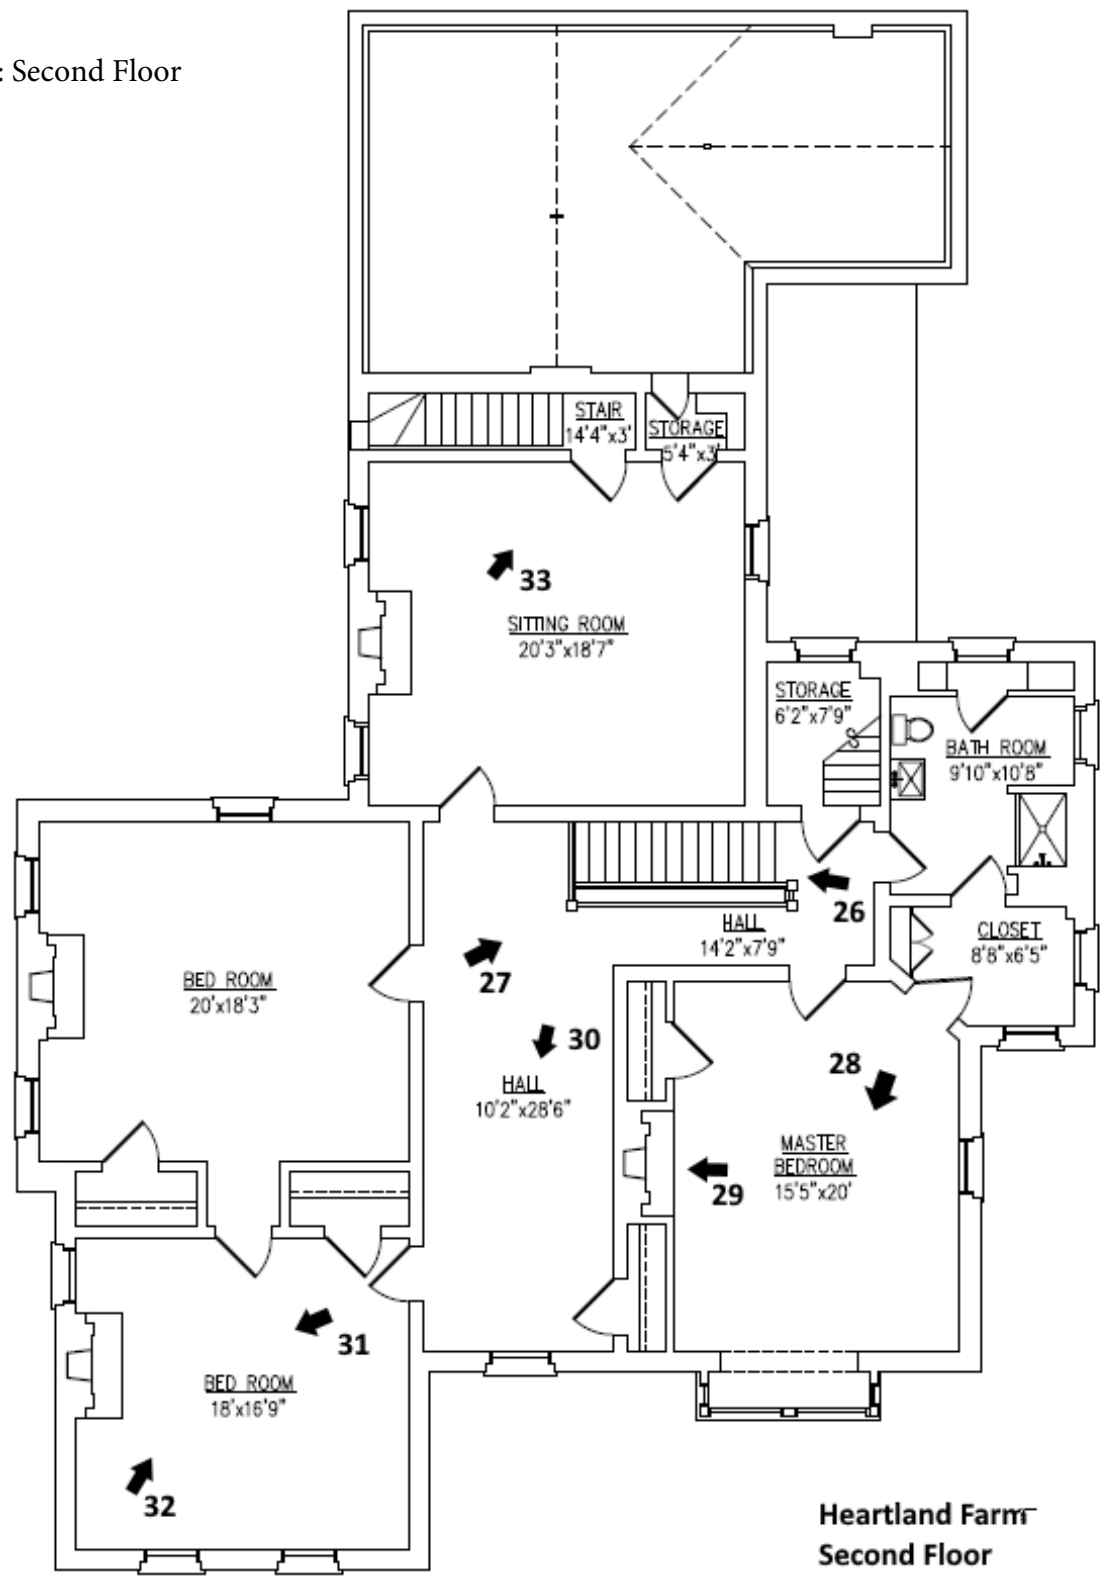 : Second Floor
STAIR
14'4"x3'
STORAGE
5'4"x3'
33
SITTING ROOM
20'3"x18'7"
STORAGE
6'2"x7'9"
BATH ROOM
9'10"x10'8"
26
HALL
14'2"x7'9"
CLOSET
8'8"x6'5"
27
BED ROOM
20'x18'3"
30
HALL
10'2"x28'6"
28
MASTER
BEDROOM
15'5"x20'
29
31
BED ROOM
18'x16'9"
32
Heartland Farm
Second Floor